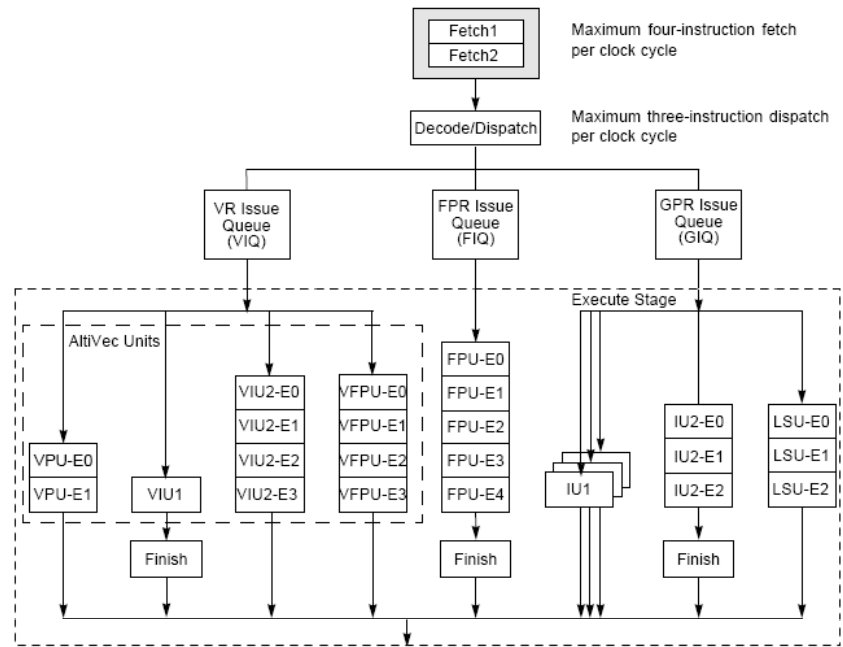 Fetch1
Fetch2
Maximum four-instruction fetch
per clock cycle
Decode/Dispatch
Maximum three-instruction dispatch
per clock cycle
VR Issue
Queue
(VIQ)
FPR Issue
Queue
(FIQ)
GPR Issue
Queue
(GIQ)
Execute Stage
AltiVec Units
VPU-E0
VPU-E1
VIU1
Finish
VIU2-E0
VIU2-E1
VIU2-E2
VIU2-E3
VFPU-E0
VFPU-E1
VFPU-E2
VFPU-E3
FPU-E0
FPU-E1
FPU-E2
FPU-E3
FPU-E4
Finish
IU1
IU2-E0
IU2-E1
IU2-E2
Finish
LSU-E0
LSU-E1
LSU-E2